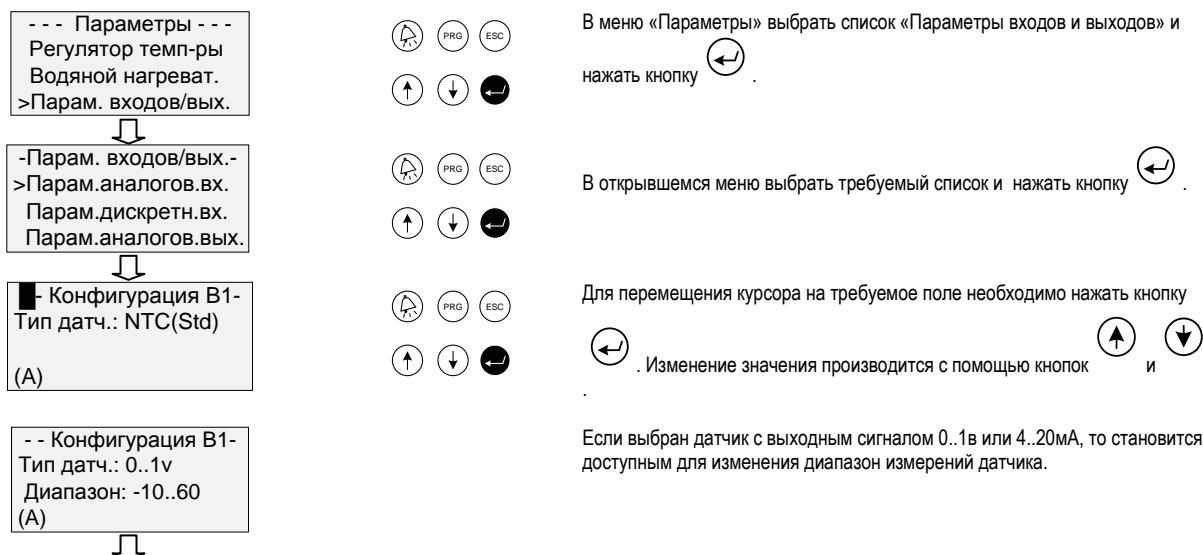 - - - Параметры - - -
Регулятор темп-ры
Водяной нагреват.
>Парам. входов/вых.
PRG ESC
В меню «Параметры» выбрать список «Параметры входов и выходов» и
нажать кнопку .
-Парам. входов/вых.-
>Парам.аналогов.вх.
Парам.дискретн.вх.
Парам.аналогов.вых.
PRG ESC
В открывшемся меню выбрать требуемый список и нажать кнопку .
- Конфигурация B1-
Тип датч.: NTC(Std)
(A)
PRG ESC
Для перемещения курсора на требуемое поле необходимо нажать кнопку
. Изменение значения производится с помощью кнопок и
.
- - Конфигурация B1-
Тип датч.: 0..1v
Диапазон: -10..60
(A)
Если выбран датчик с выходным сигналом 0..1в или 4..20мА, то становится
доступным для изменения диапазон измерений датчика.